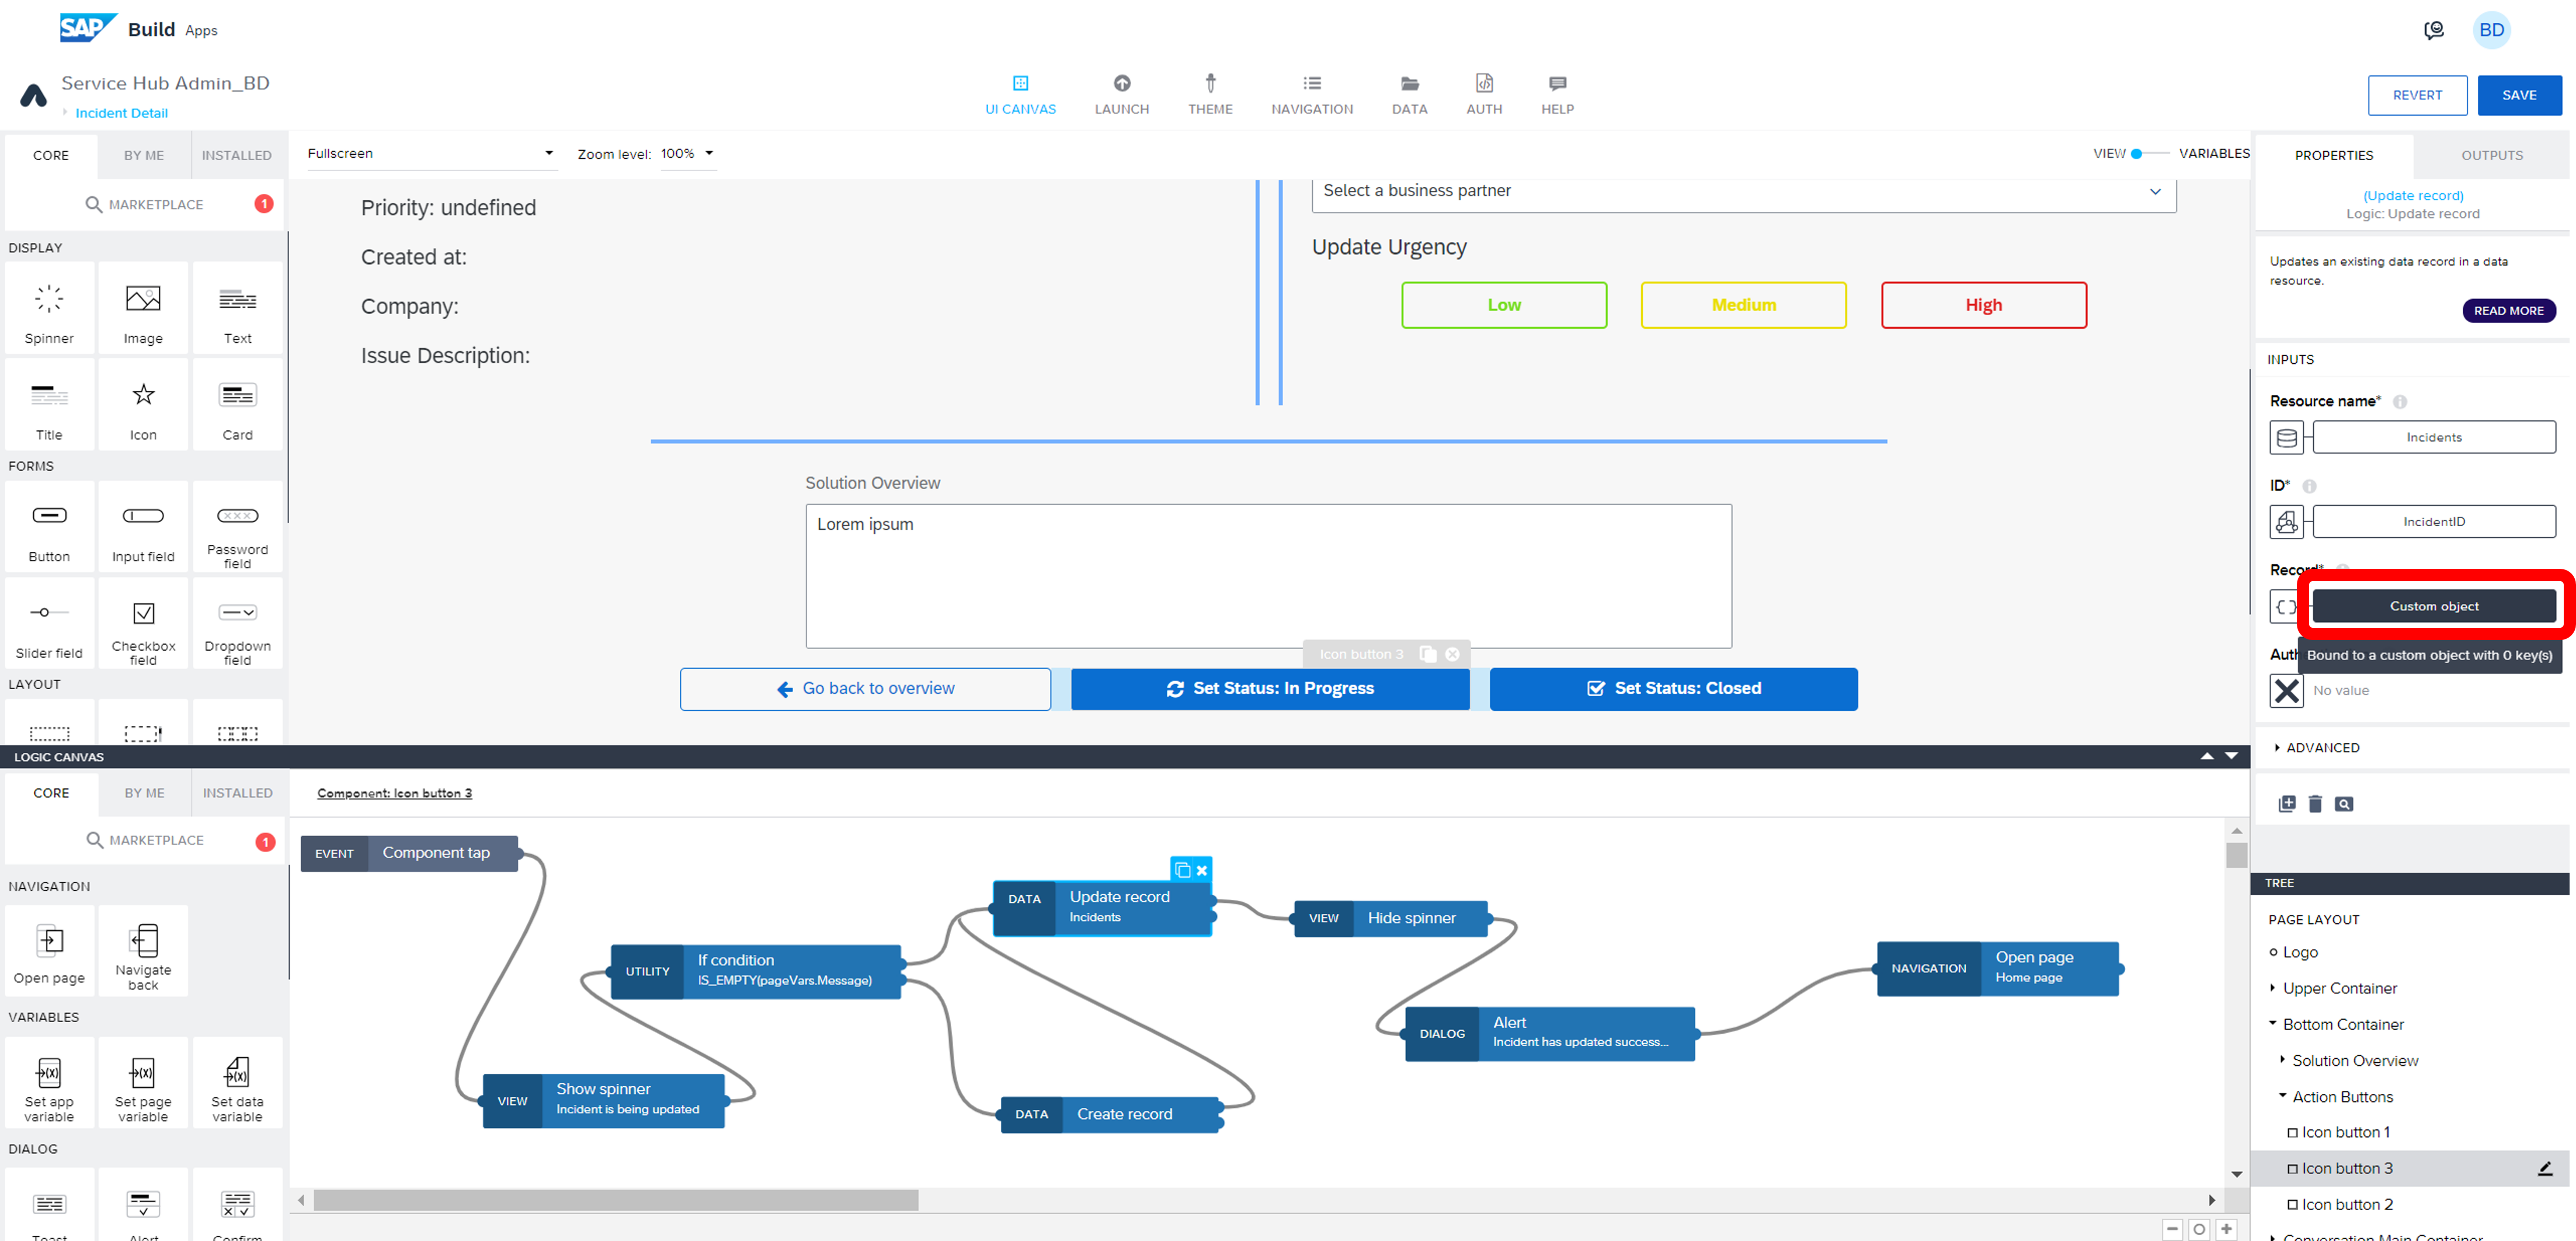 SAP Build Apps
BD
Service Hub Admin_BD
Incident Detail
UI CANVAS
LAUNCH
THEME
NAVIGATION
DATA
AUTH
HELP
REVERT
SAVE
CORE
BY ME
INSTALLED
MARKETPLACE
1
DISPLAY
Spinner
Image
Text
Title
Icon
Card
FORMS
Button
Input field
Password
field
Slider field
Checkbox
field
Dropdown
field
LAYOUT
Fullscreen
Zoom level: 100%
VIEW
VARIABLES
Priority: undefined
Created at:
Company:
Issue Description:
Select a business partner
Update Urgency
Low
Medium
High
Solution Overview
Lorem ipsum
Icon button 3
Go back to overview
Set Status: In Progress
Set Status: Closed
LOGIC CANVAS
CORE
BY ME
INSTALLED
MARKETPLACE
1
NAVIGATION
Open page
Navigate
back
VARIABLES
Set app
variable
Set page
variable
Set data
variable
DIALOG
Toast
Alert
Confirm
Component: Icon button 3
EVENT
Component tap
VIEW
Show spinner
Incident is being updated
UTILITY
If condition
IS_EMPTY(pageVars.Message)
DATA
Update record
Incidents
DATA
Create record
VIEW
Hide spinner
DIALOG
Alert
Incident has updated success...
NAVIGATION
Open page
Home page
PROPERTIES
OUTPUTS
(Update record)
Logic: Update record
Updates an existing data record in a data
resource.
READ MORE
INPUTS
Resource name*
Incidents
ID*
IncidentID
Record*
Custom object
Auth
Bound to a custom object with 0 key(s)
No value
ADVANCED
TREE
PAGE LAYOUT
Logo
Upper Container
Bottom Container
Solution Overview
Action Buttons
Icon button 1
Icon button 3
Icon button 2
Conversation Main Container